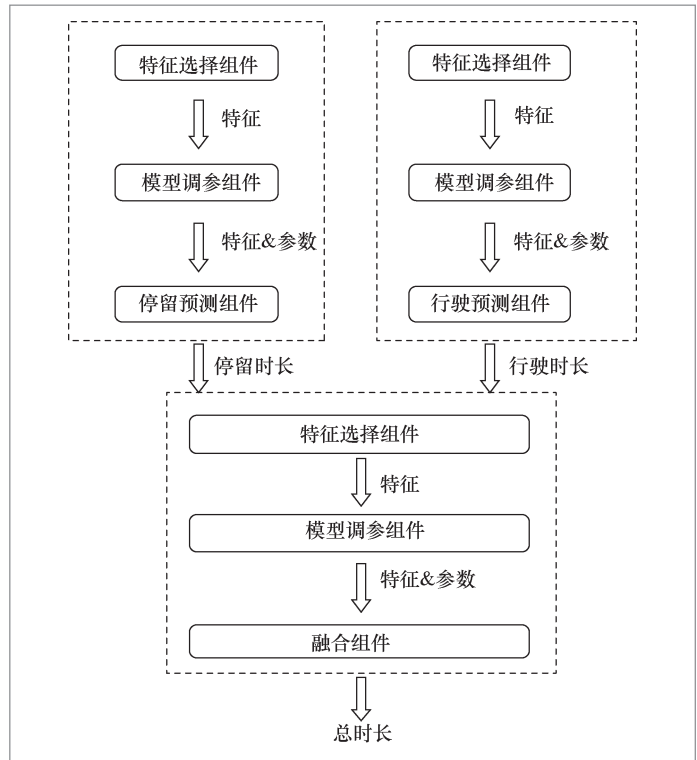 特征选择组件
特征
模型调参组件
特征&参数
停留预测组件
停留时长
特征选择组件
特征
模型调参组件
特征&参数
行驶预测组件
行驶时长
特征选择组件
特征
模型调参组件
特征&参数
融合组件
总时长